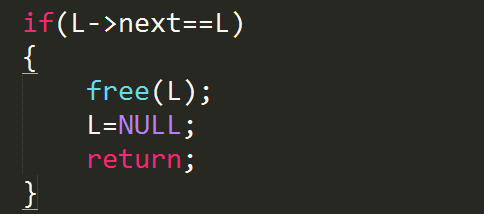 if(L->next==L)
{
    free(L);
    L=NULL;
    return;
}